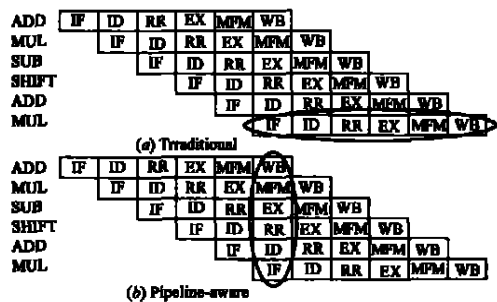 ADD IF ID RR EX MFM WB
MUL IF ID RR EX MFM WB
SUB IF ID RR EX MFM WB
SHIFT IF ID RR EX MFM WB
ADD IF ID RR EX MFM WB
MUL IF ID RR EX MFM WB
(a) Trraditional
ADD IF ID RR EX MFM WB
MUL IF ID RR EX MFM WB
SUB IF ID RR EX MFM WB
SHIFT IF ID RR EX MFM WB
ADD IF ID RR EX MFM WB
MUL IF ID RR EX MFM WB
(b) Pipeline-aware